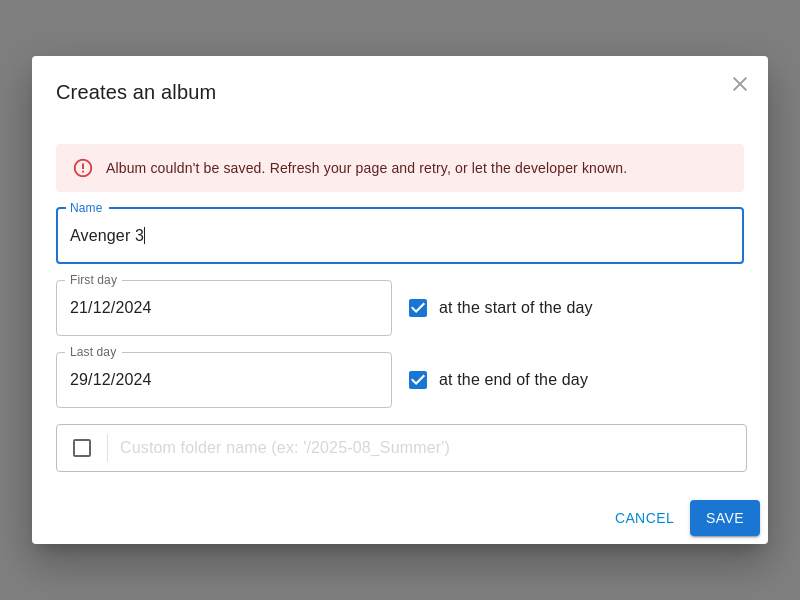 Creates an album
Album couldn't be saved. Refresh your page and retry, or let the developer known.
Name
Avenger 3
First day
21/12/2024
at the start of the day
Last day
29/12/2024
at the end of the day
Custom folder name (ex: '/2025-08_Summer')
CANCEL
SAVE